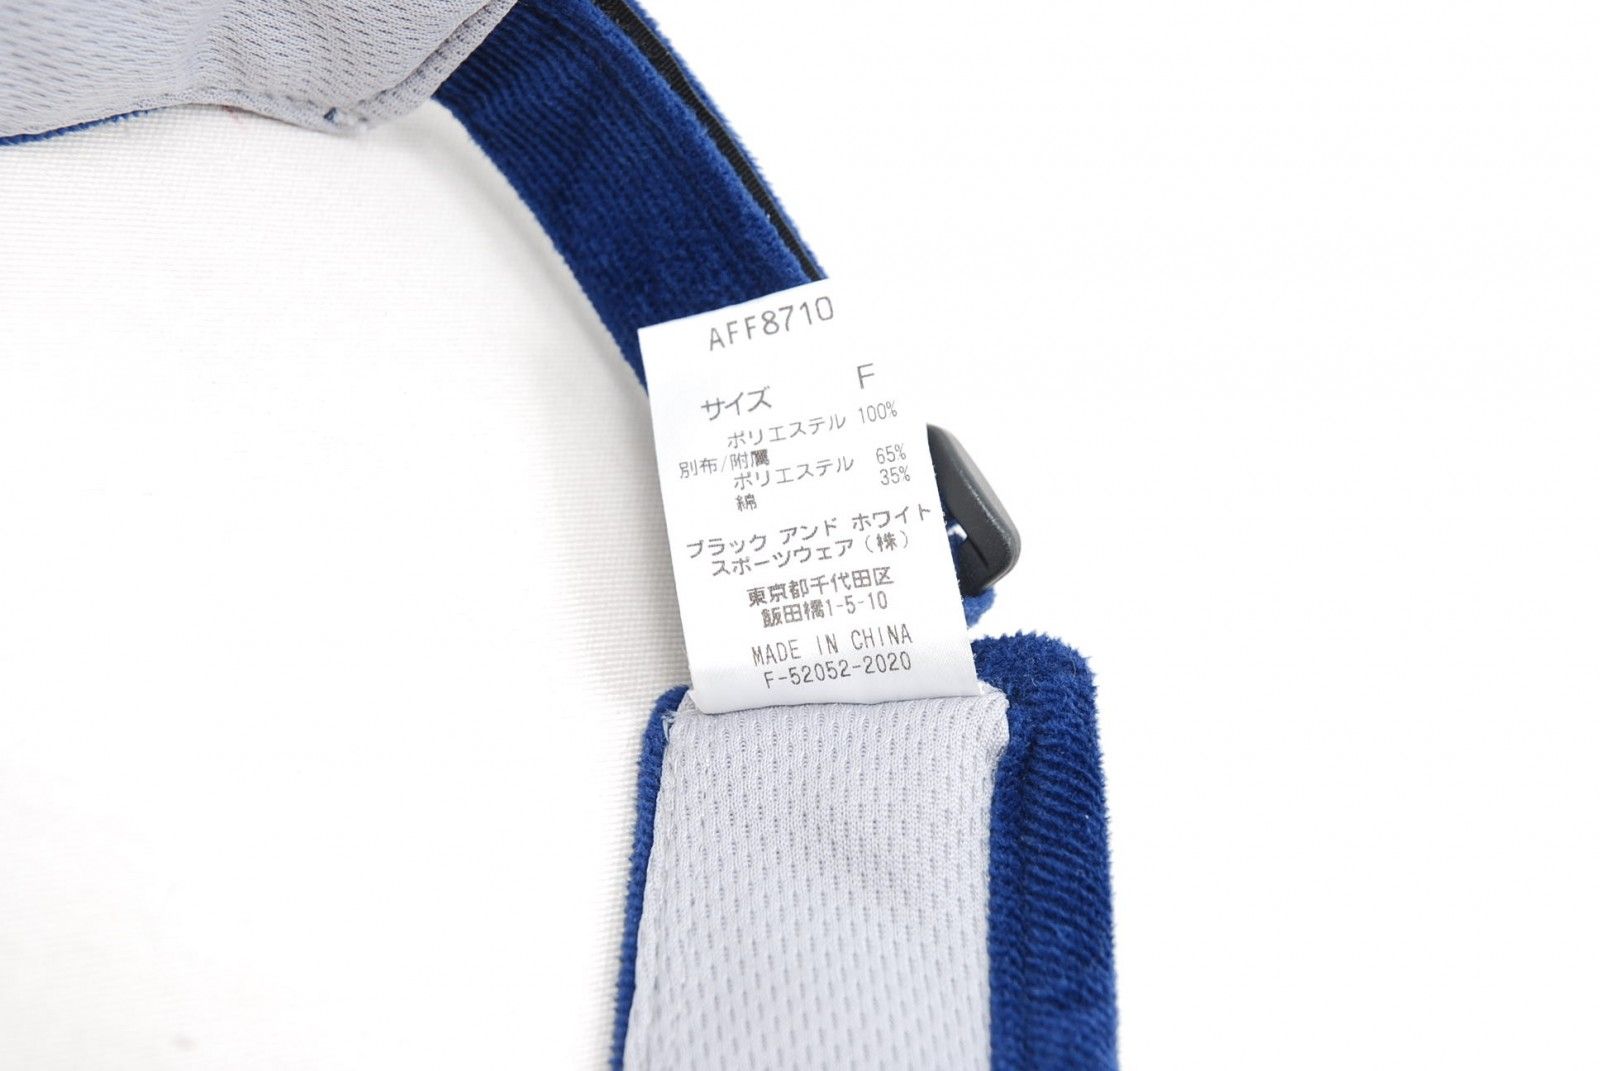 AFF8710
サイズ F
ポリエステル 100%
別布/附属
ポリエステル 65%
綿 35%
ブラック アンド ホワイト
スポーツウェア(株)
東京都千代田区
飯田橋1-5-10
MADE IN CHINA
F-52052-2020